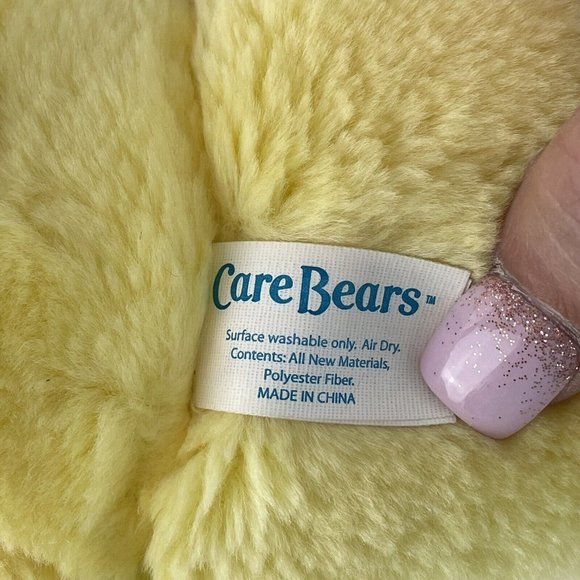 Care Bears™
Surface washable only. Air Dry.
Contents: All New Materials,
Polyester Fiber.
MADE IN CHINA